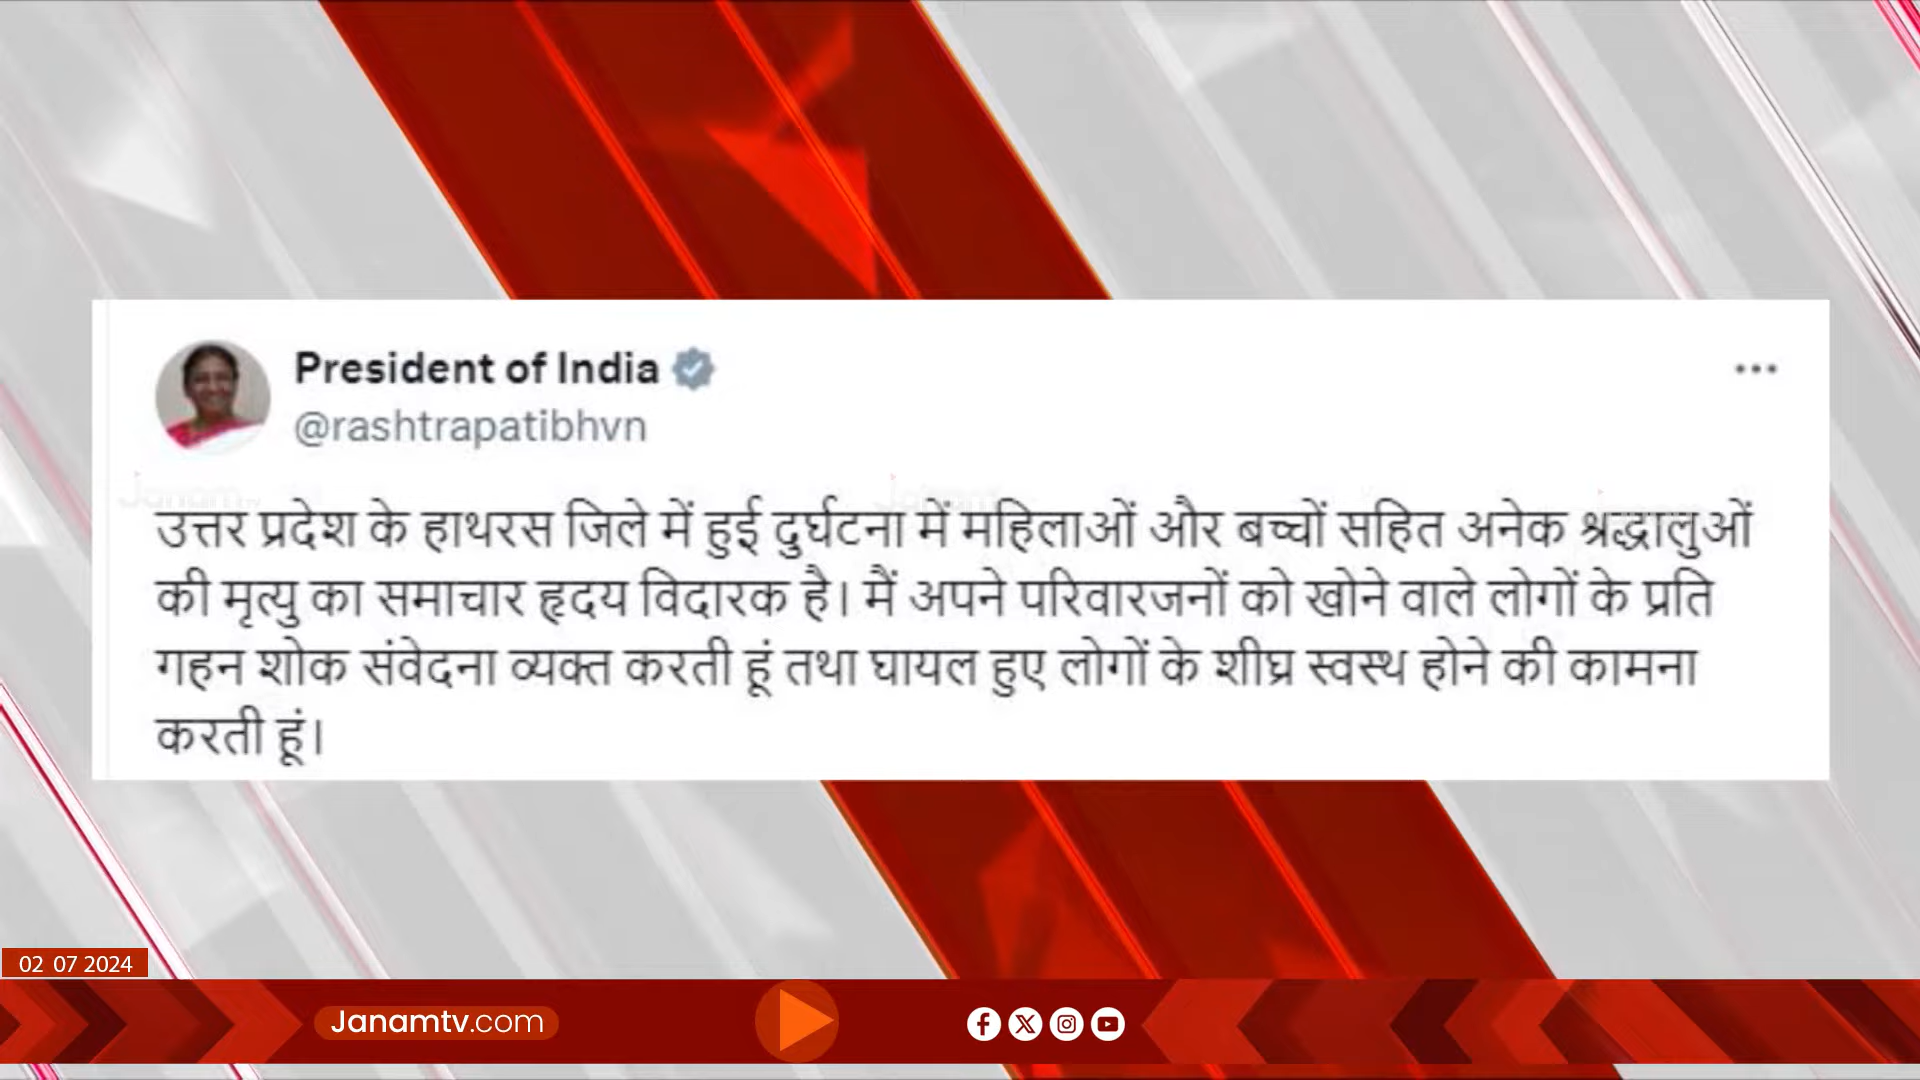 President of India
@rashtrapatibhvn
उत्तर प्रदेश के हाथरस जिले में हुई दुर्घटना में महिलाओं और बच्चों सहित अनेक श्रद्धालुओं
की मृत्यु का समाचार हृदय विदारक है। मैं अपने परिवारजनों को खोने वाले लोगों के प्रति
गहन शोक संवेदना व्यक्त करती हूं तथा घायल हुए लोगों के शीघ्र स्वस्थ होने की कामना
करती हूं।
02 07 2024
Janamtv.com